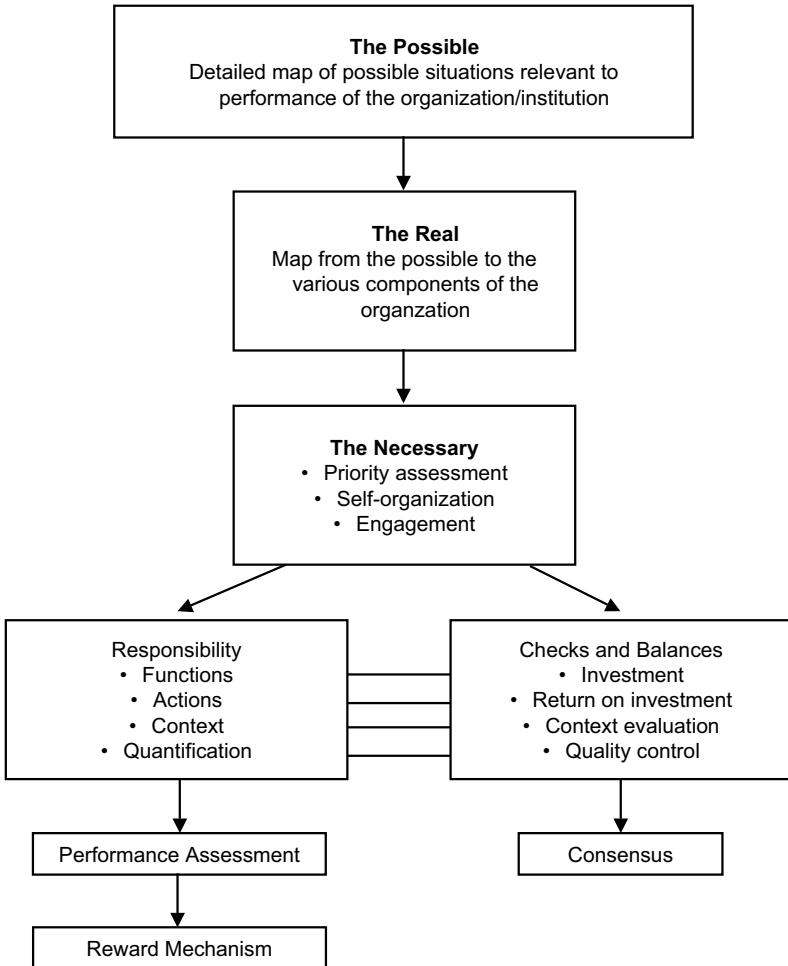 The Possible
Detailed map of possible situations relevant to
performance of the organization/institution
The Real
Map from the possible to the
various components of the
organzation
The Necessary
• Priority assessment
• Self-organization
• Engagement
Responsibility
• Functions
• Actions
• Context
• Quantification
Checks and Balances
• Investment
• Return on investment
• Context evaluation
• Quality control
Performance Assessment
Consensus
Reward Mechanism